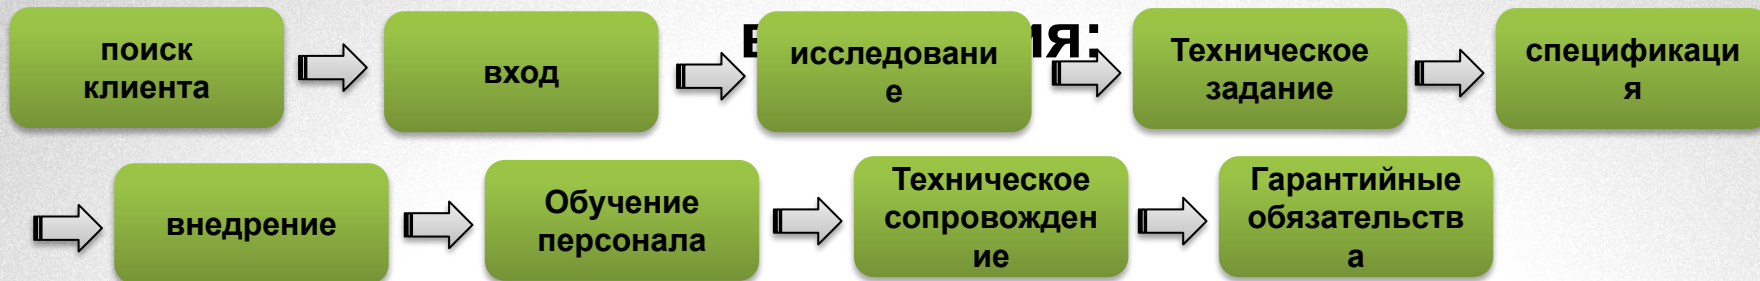 поиск
клиента
вход
исследовани
е
Техническое
задание
спецификаци
я
внедрение
Обучение
персонала
Техническое
сопровожден
ие
Гарантийные
обязательств
а